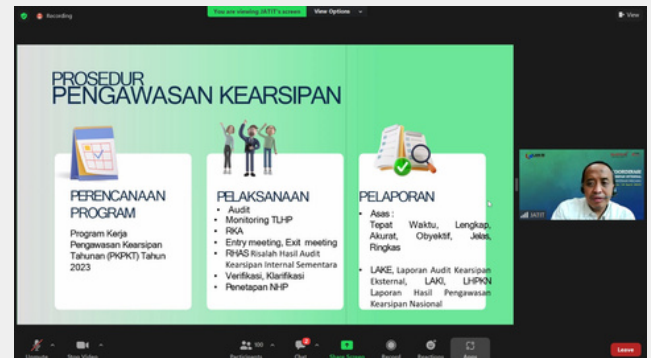 Recording
You are viewing JATIT's screen
View Options
View
PROSEDUR
PENGAWASAN KEARSIPAN
PERENCANAAN
PROGRAM
Program Kerja
Pengawasan Kearsipan
Tahunan (PKPKT) Tahun
2023
PELAKSANAAN
• Audit
• Monitoring TLHP
• RKA
• Entry meeting, Exit meeting
• RHAS Risalah Hasil Audit
Kearsipan Internal Sementara
• Verifikasi, Klarifikasi
• Penetapan NHP
PELAPORAN
• Asas :
Tepat Waktu, Lengkap,
Akurat, Obyektif, Jelas,
Ringkas
• LAKE, Laporan Audit Kearsipan
Eksternal, LAKI, LHPKN
Laporan Hasil Pengawasan
Kearsipan Nasional
JATIT
Unmute
Stop Video
100
Participants
Chat
Share Screen
Record
Reactions
Apps
Leave